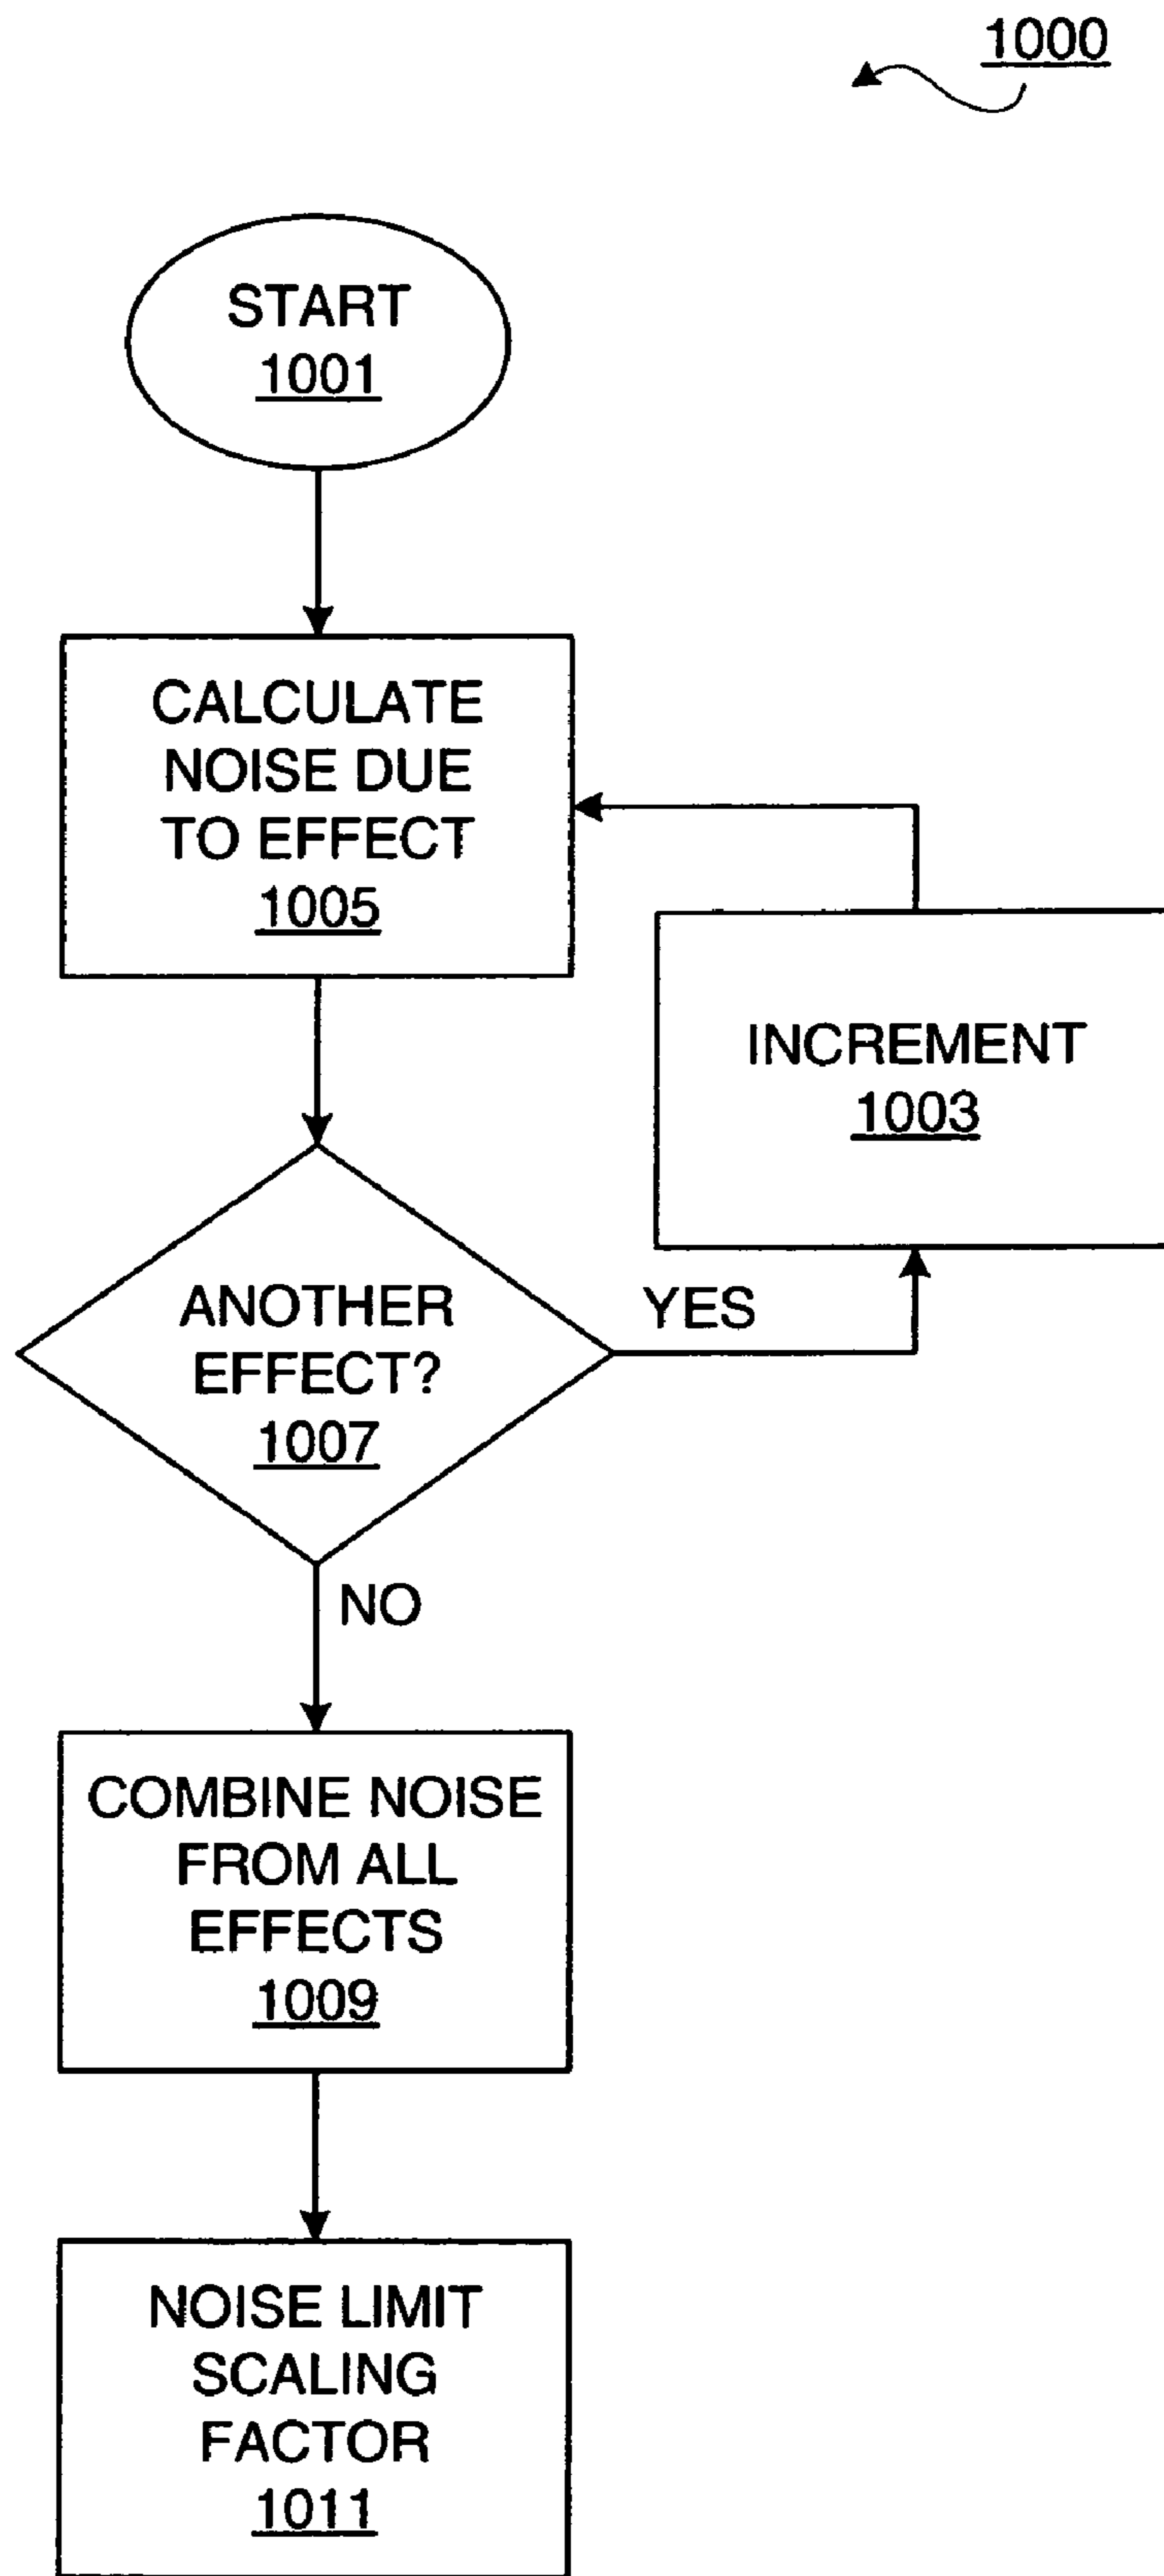 1000
START
1001
CALCULATE
NOISE DUE
TO EFFECT
1005
INCREMENT
1003
ANOTHER
EFFECT?
1007
YES
NO
COMBINE NOISE
FROM ALL
EFFECTS
1009
NOISE LIMIT
SCALING
FACTOR
1011